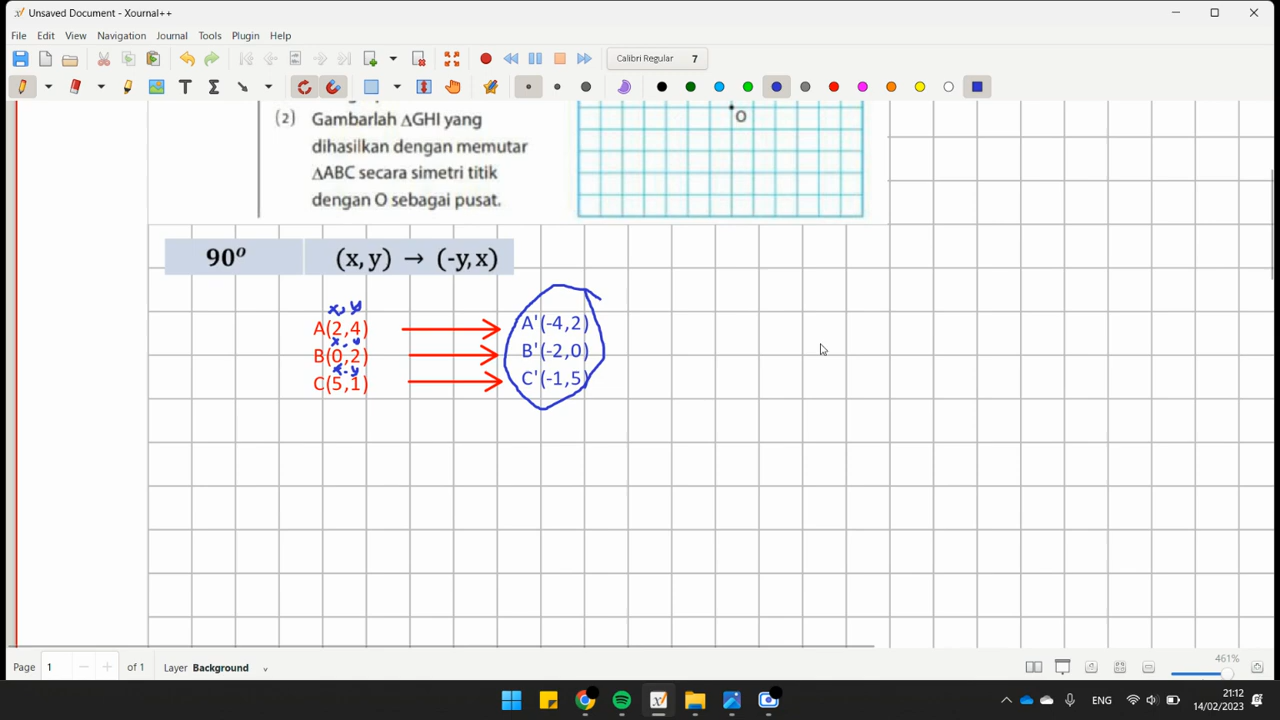 Unsaved Document - Xournal++
File Edit View Navigation Journal Tools Plugin Help
Calibri Regular 7
(2) Gambarlah ∆GHI yang
dihasilkan dengan memutar
∆ABC secara simetri titik
dengan O sebagai pusat.
O
90° (x, y) → (-y, x)
x, y
A(2,4) A'(-4,2)
x, y
B(0,2) B'(-2,0)
x, y
C(5,1) C'(-1,5)
Page 1 of 1 Layer Background 461%
ENG 21:12
14/02/2023